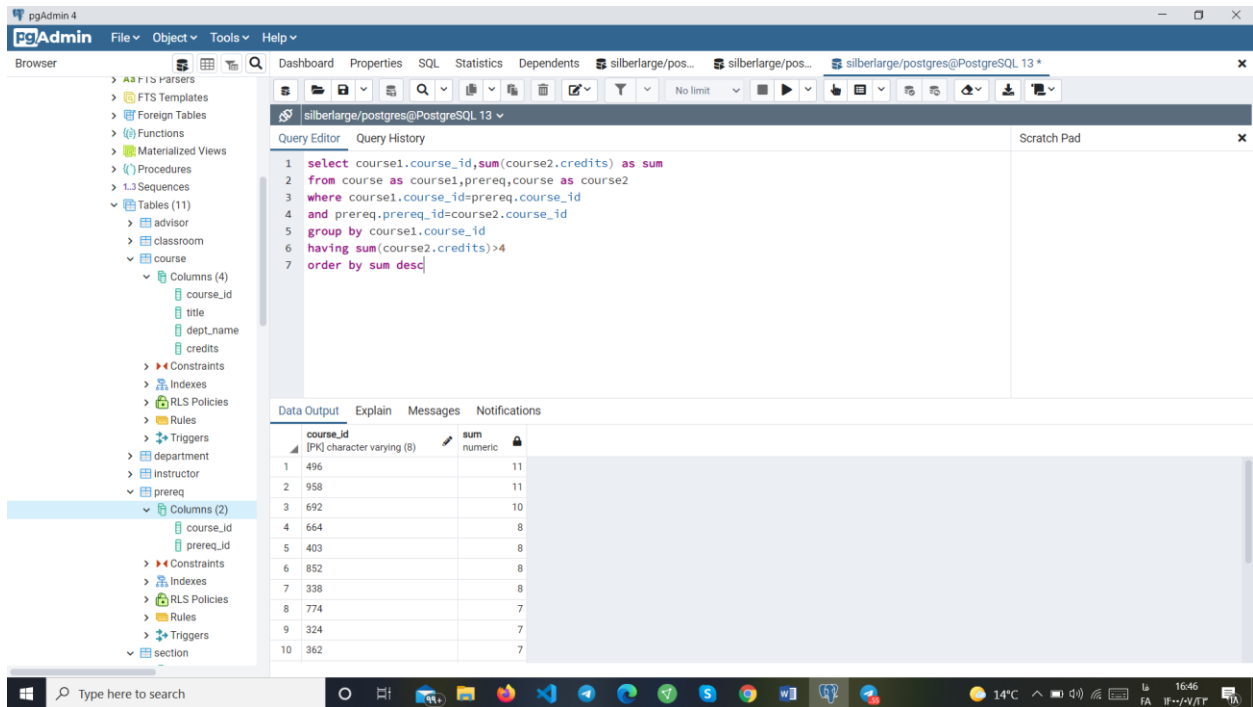 pgAdmin 4
pgAdmin File Object Tools Help
Browser
Dashboard Properties SQL Statistics Dependents silberlarge/pos... silberlarge/pos... silberlarge/postgres@PostgreSQL 13 *
FTS Parsers
FTS Templates
Foreign Tables
Functions
Materialized Views
Procedures
1..3 Sequences
Tables (11)
advisor
classroom
course
Columns (4)
course_id
title
dept_name
credits
Constraints
Indexes
RLS Policies
Rules
Triggers
department
instructor
prereq
Columns (2)
course_id
prereq_id
Constraints
Indexes
RLS Policies
Rules
Triggers
section
No limit
silberlarge/postgres@PostgreSQL 13
Query Editor Query History
Scratch Pad
1 select course1.course_id,sum(course2.credits) as sum
2 from course as course1,prereq,course as course2
3 where course1.course_id=prereq.course_id
4 and prereq.prereq_id=course2.course_id
5 group by course1.course_id
6 having sum(course2.credits)>4
7 order by sum desc
Data Output Explain Messages Notifications
course_id sum
[PK] character varying (8) numeric
1 496 11
2 958 11
3 692 10
4 664 8
5 403 8
6 852 8
7 338 8
8 774 7
9 324 7
10 362 7
Type here to search
99+
14°C
فا
FA
16:46
۱۴۰۰/۰۷/۲۳